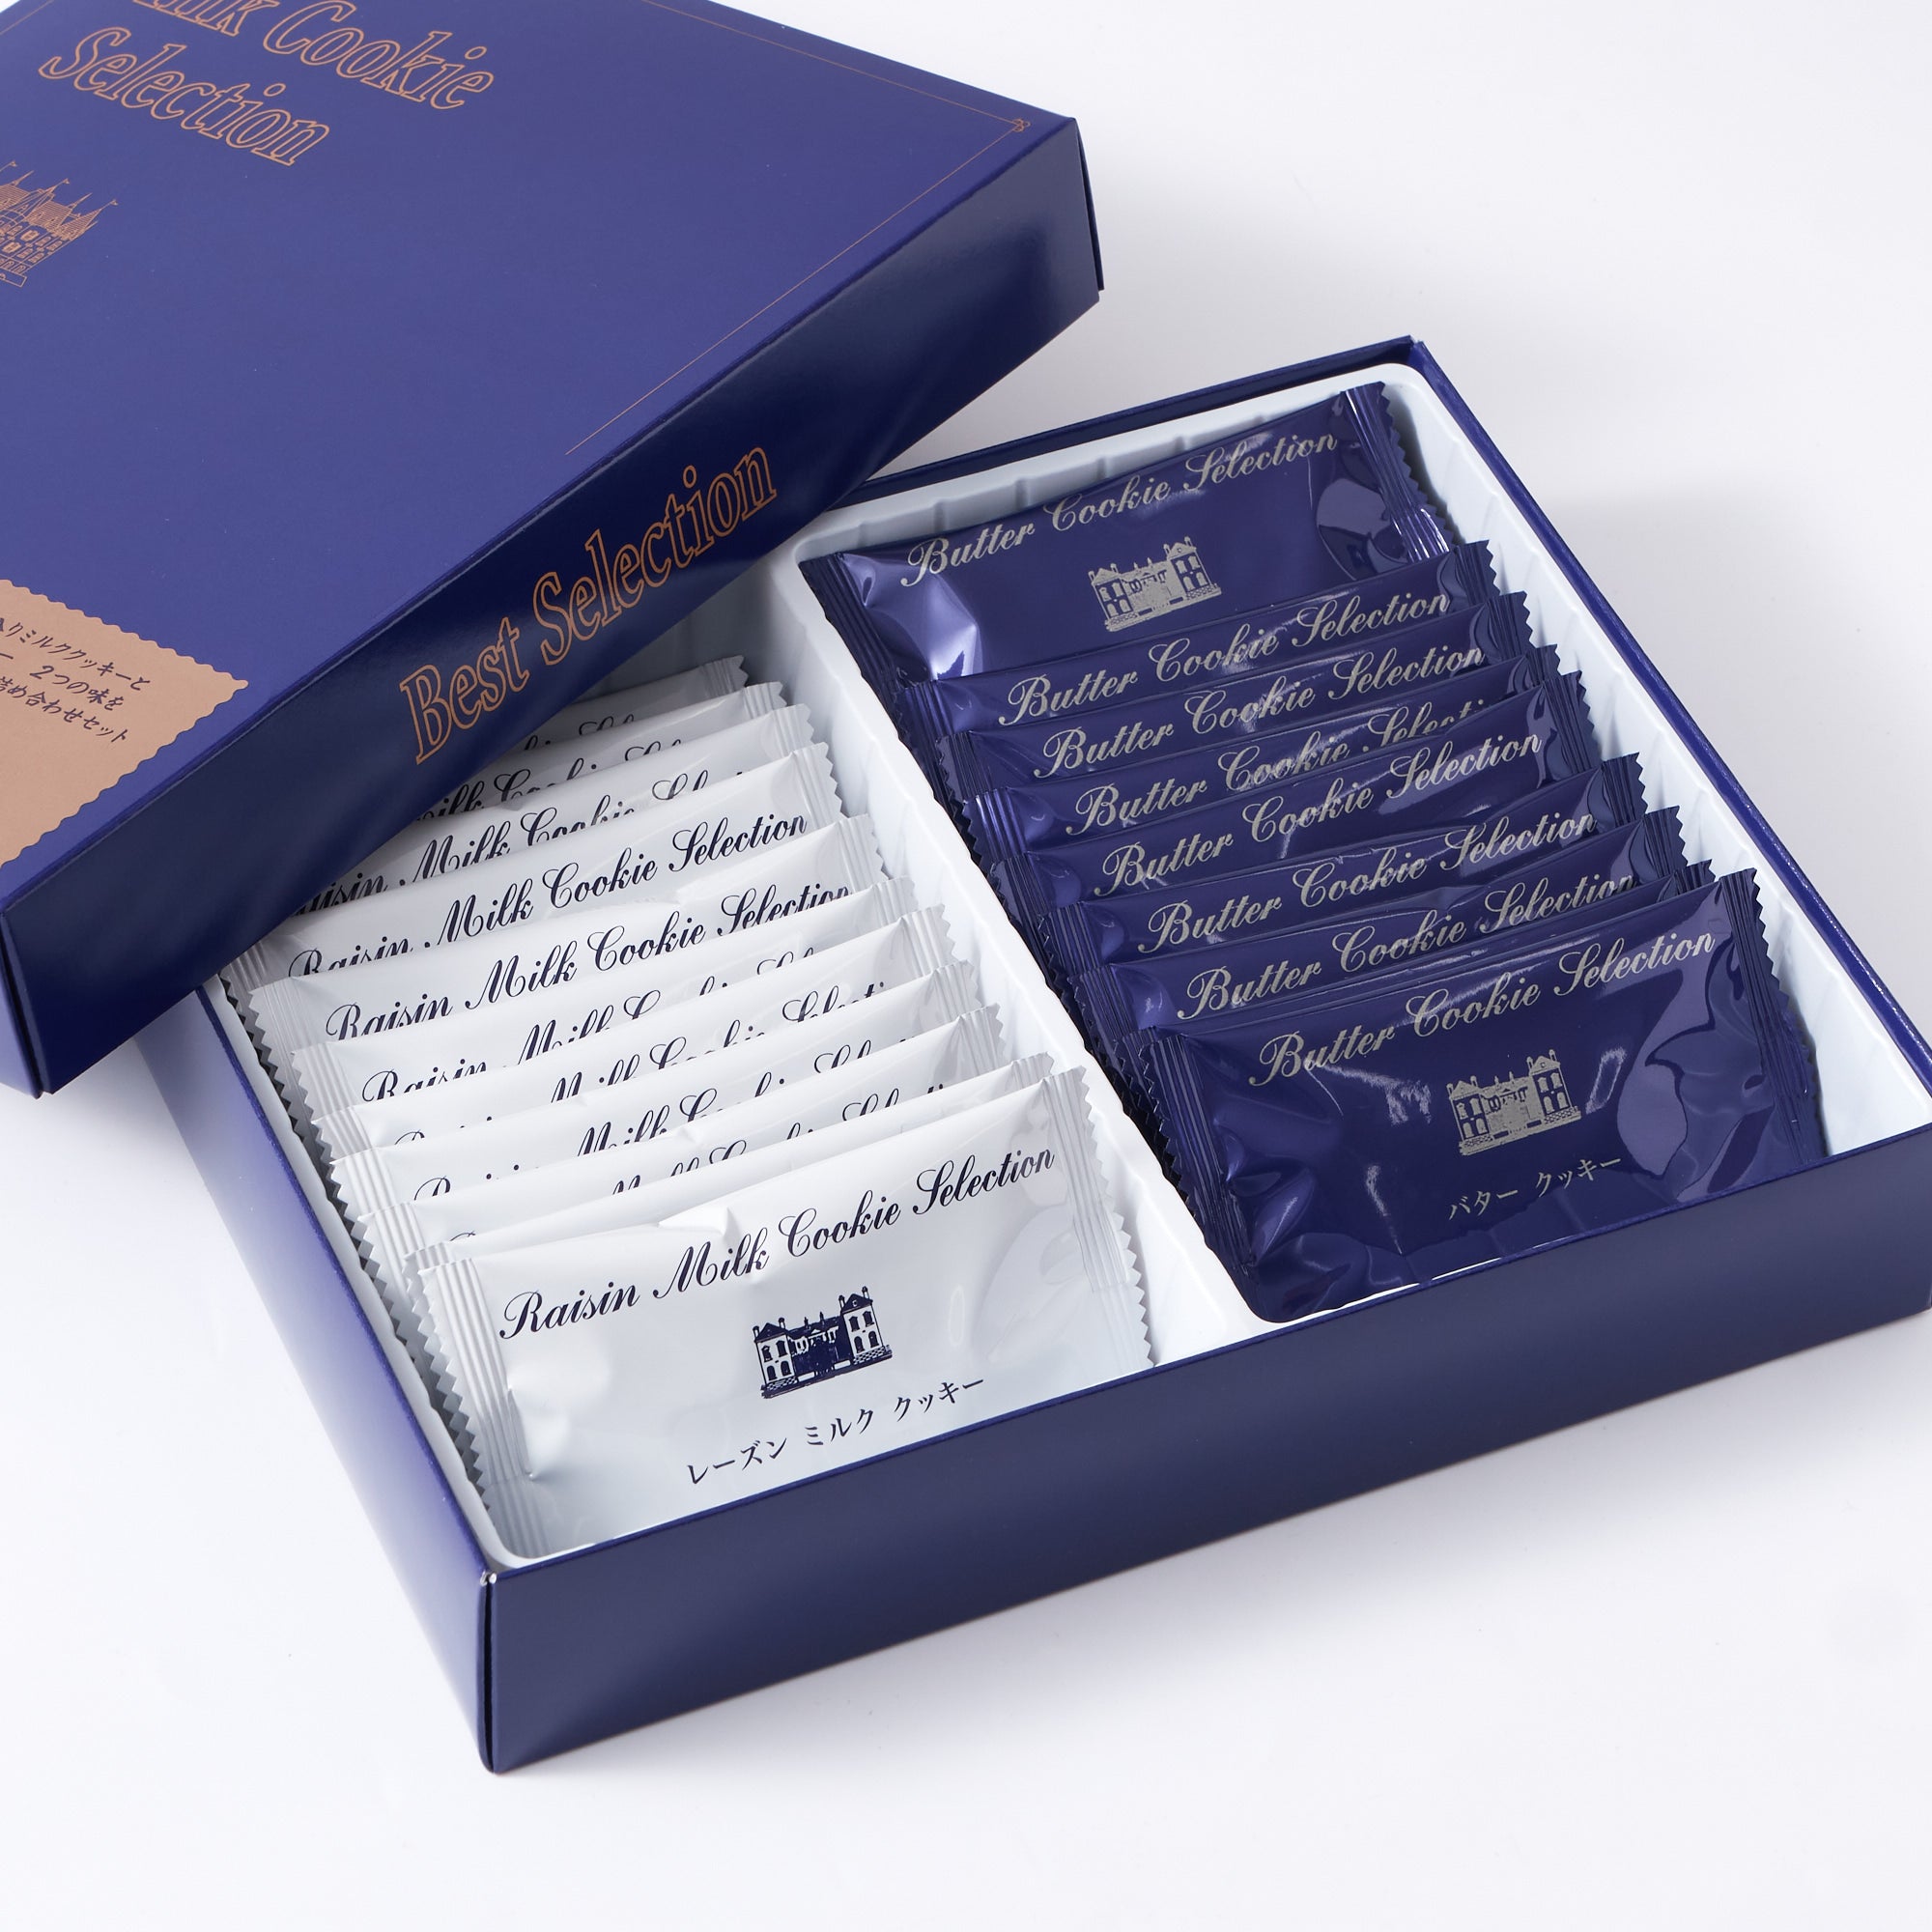 Cookie
Selection
ミルククッキーと
2つの味を
詰め合わせセット
Best Selection
Butter Cookie Selection
Butter Cookie Selection
Butter Cookie Selection
Butter Cookie
Butter Cookie Selection
Butter Cookie Selection
Butter Cookie Selection
Butter Cookie Selection
バター クッキー
Milk Cookie
Raisin Milk Cookie Selection
Raisin Milk Cookie Selection
Raisin Milk
Raisin Milk Cookie Selection
レーズン ミルク クッキー